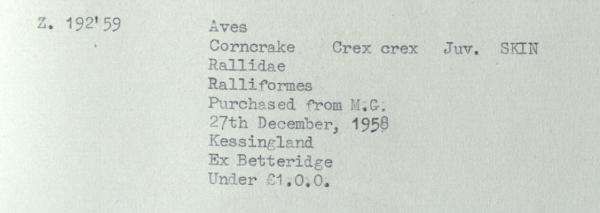 Z. 192'59 Aves
Corncrake Crex crex Juv. SKIN
Rallidae
Ralliformes
Purchased from M.G.
27th December, 1958
Kessingland
Ex Betteridge
Under £1.0.0.